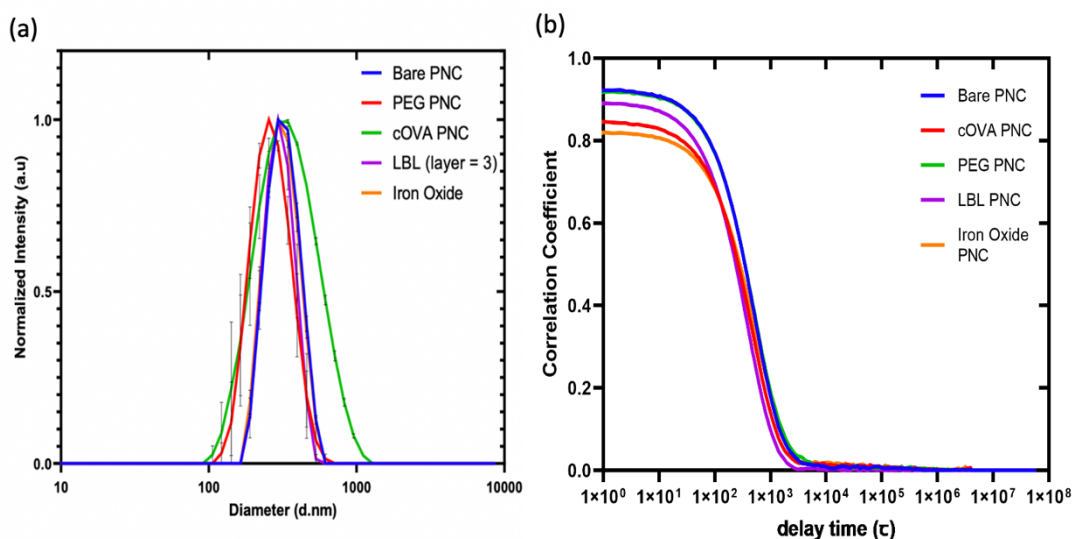 (a)
Normalized Intensity (a.u)
1.0
0.5
0.0
10
100
1000
10000
Diameter (d.nm)
Bare PNC
PEG PNC
cOVA PNC
LBL (layer = 3)
Iron Oxide
(b)
Correlation Coefficient
1.0
0.8
0.6
0.4
0.2
0.0
1×10⁰
1×10¹
1×10²
1×10³
1×10⁴
1×10⁵
1×10⁶
1×10⁷
1×10⁸
delay time (τ)
Bare PNC
cOVA PNC
PEG PNC
LBL PNC
Iron Oxide
PNC